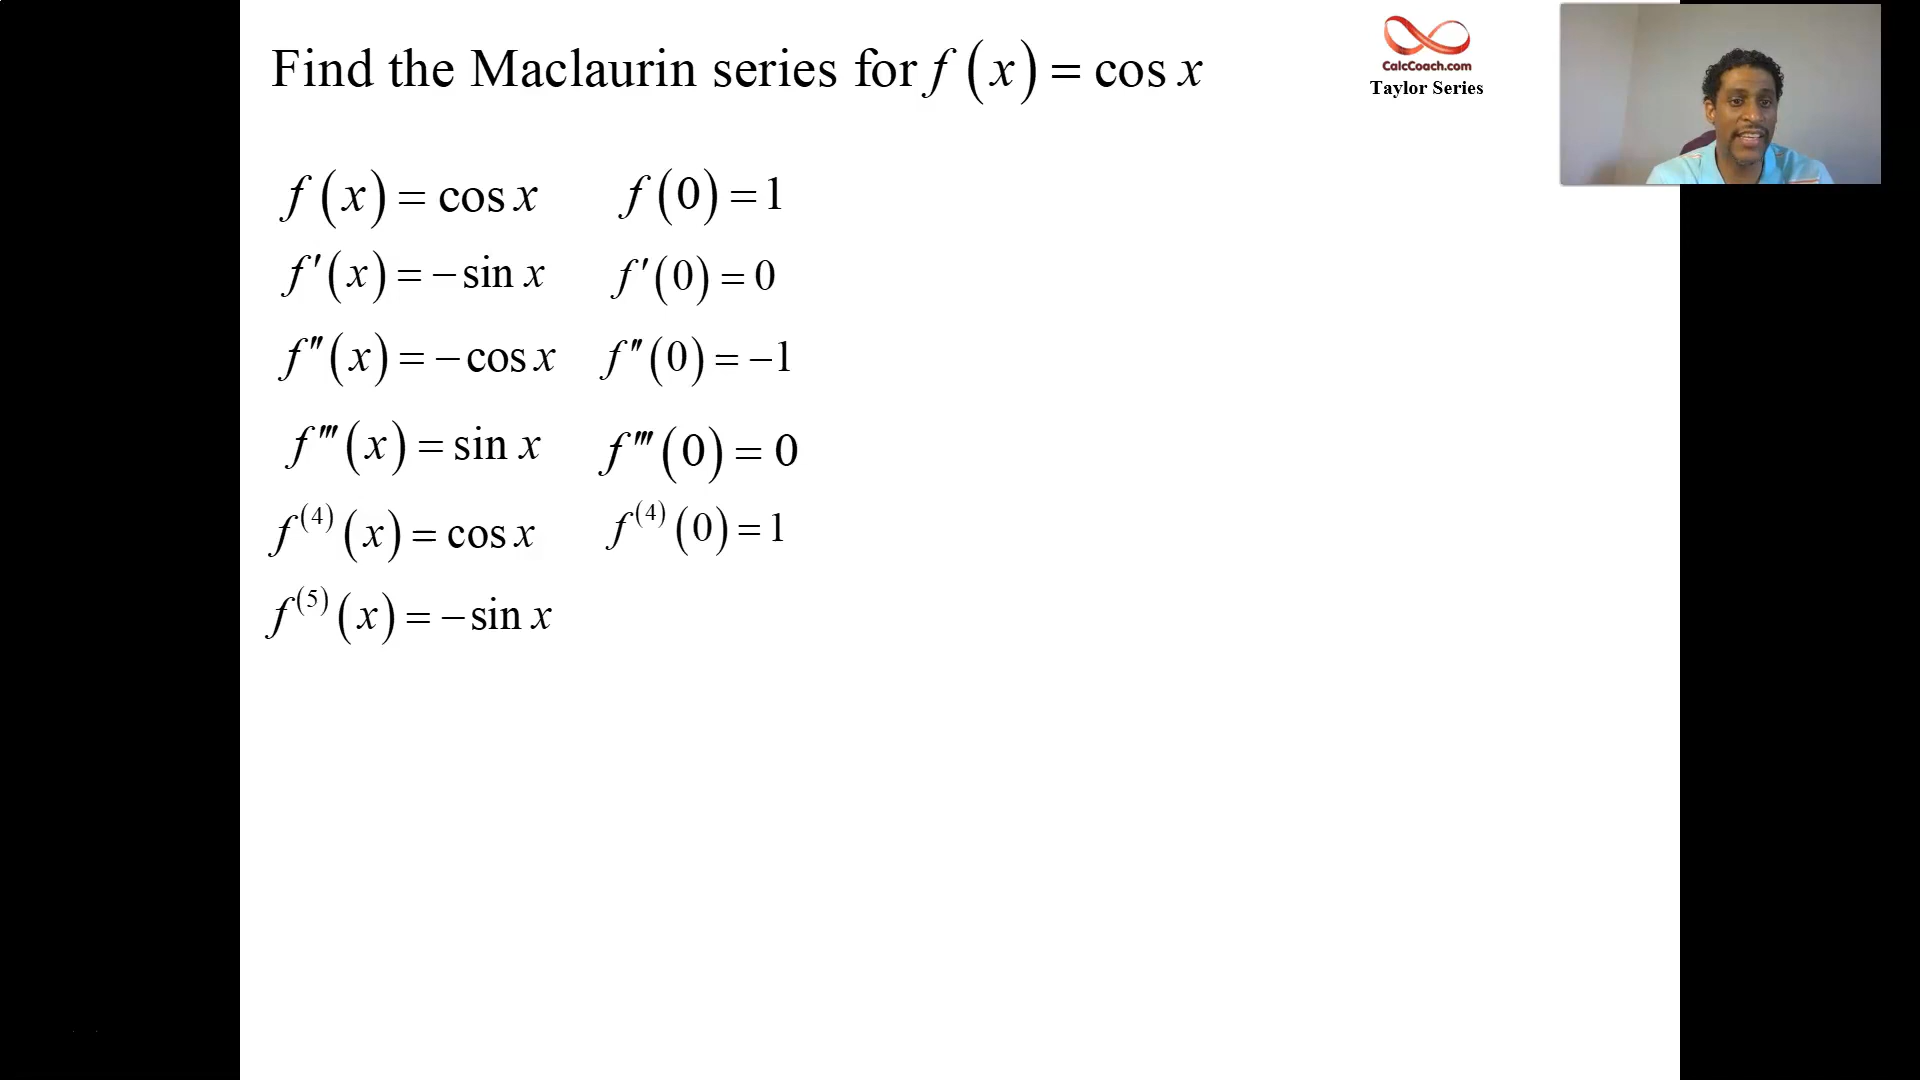 Find the Maclaurin series for f(x) = cos x
CalcCoach.com
Taylor Series
f(x) = cos x f(0) = 1
f′(x) = −sin x f′(0) = 0
f″(x) = −cos x f″(0) = −1
f‴(x) = sin x f‴(0) = 0
f⁽⁴⁾(x) = cos x f⁽⁴⁾(0) = 1
f⁽⁵⁾(x) = −sin x